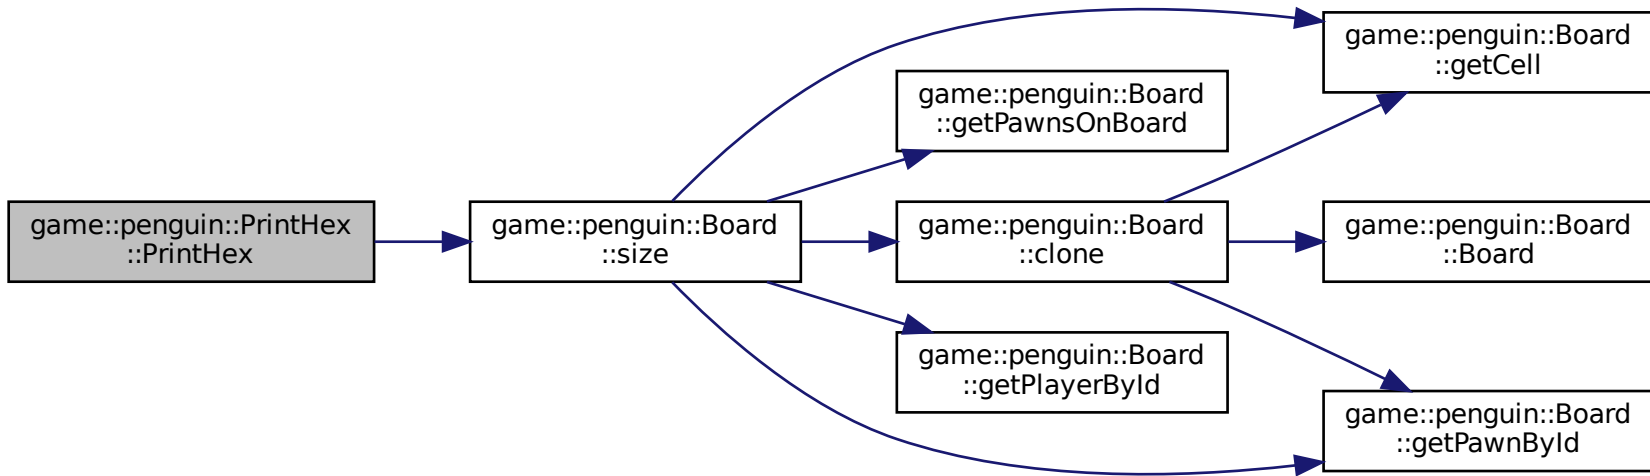 game::penguin::PrintHex
::PrintHex
game::penguin::Board
::size
game::penguin::Board
::getCell
game::penguin::Board
::getPawnsOnBoard
game::penguin::Board
::clone
game::penguin::Board
::Board
game::penguin::Board
::getPlayerById
game::penguin::Board
::getPawnById